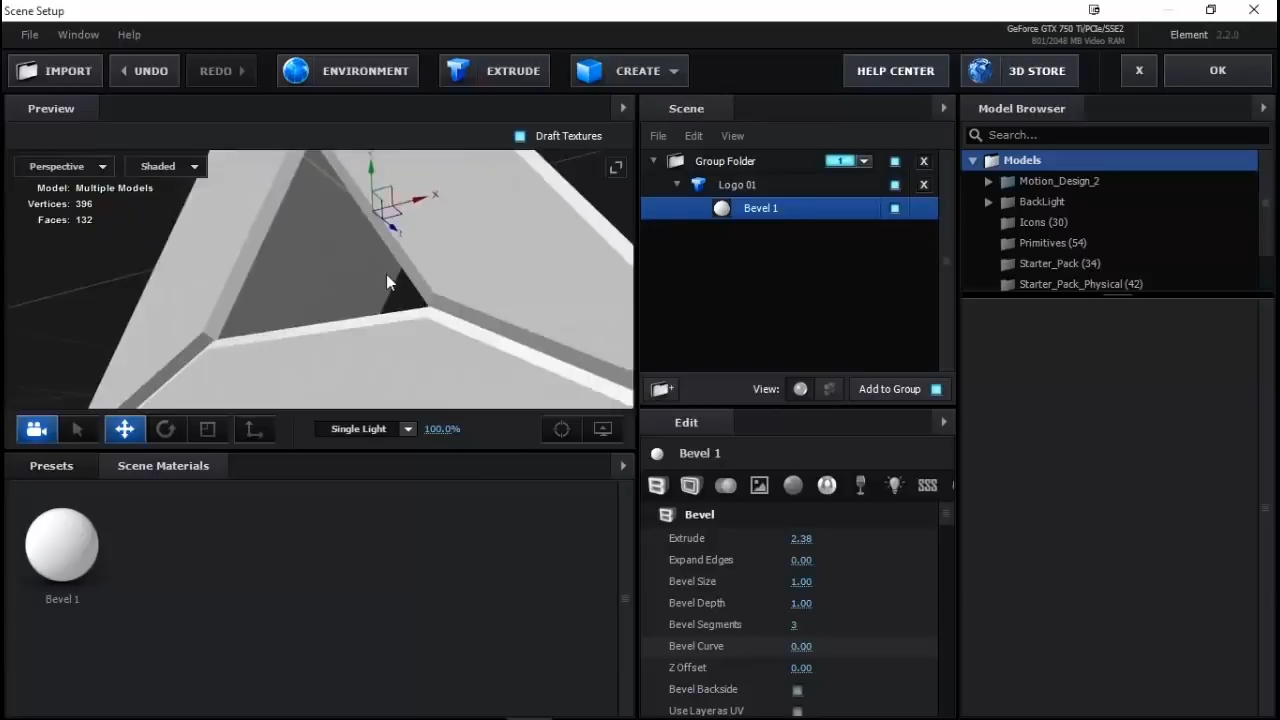 Scene Setup
File Window Help
GeForce GTX 750 Ti/PCIe/SSE2
801/2048 MB Video RAM
Element 2.2.0
IMPORT UNDO REDO ENVIRONMENT EXTRUDE CREATE HELP CENTER 3D STORE X OK
Preview
Draft Textures
Perspective Shaded
Model: Multiple Models
Vertices: 396
Faces: 132
X
Single Light 100.0%
Presets Scene Materials
Bevel 1
Scene
File Edit View
Group Folder 1 X
Logo 01 X
Bevel 1
View: Add to Group
Edit
Bevel 1
Bevel
Extrude 2.38
Expand Edges 0.00
Bevel Size 1.00
Bevel Depth 1.00
Bevel Segments 3
Bevel Curve 0.00
Z Offset 0.00
Bevel Backside
Use Layer as UV
Model Browser
Search...
Models
Motion_Design_2
BackLight
Icons (30)
Primitives (54)
Starter_Pack (34)
Starter_Pack_Physical (42)